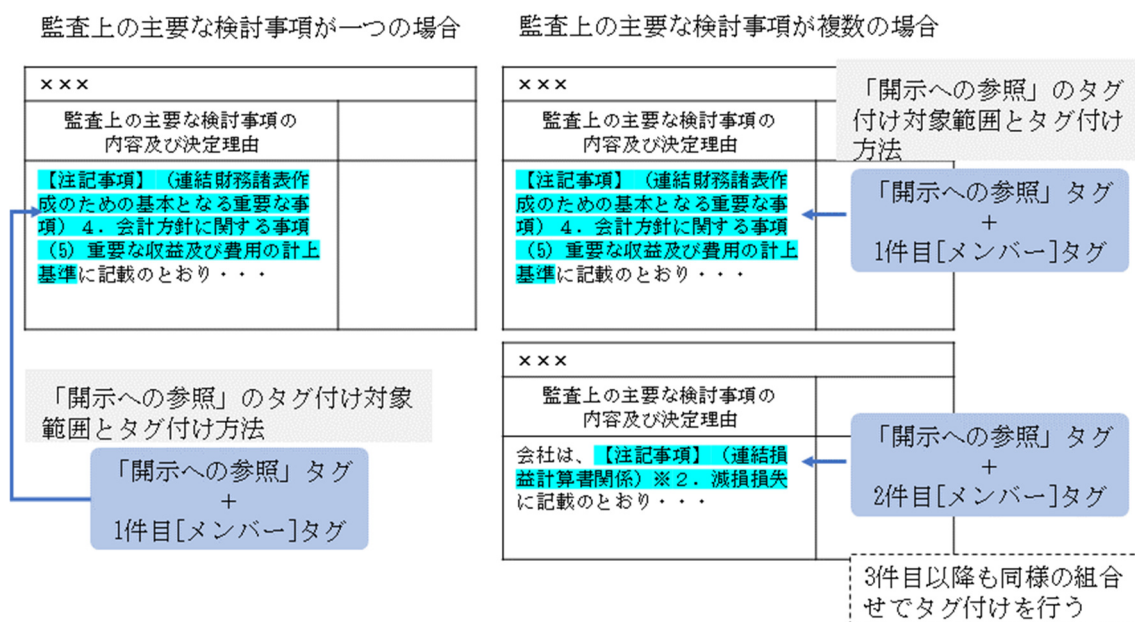 監査上の主要な検討事項が一つの場合
×××
監査上の主要な検討事項の
内容及び決定理由
【注記事項】（連結財務諸表作
成のための基本となる重要な事
項）４．会計方針に関する事項
（5）重要な収益及び費用の計上
基準に記載のとおり・・・
「開示への参照」のタグ付け対象
範囲とタグ付け方法
「開示への参照」タグ
+
1件目[メンバー]タグ
監査上の主要な検討事項が複数の場合
×××
監査上の主要な検討事項の
内容及び決定理由
【注記事項】（連結財務諸表作
成のための基本となる重要な事
項）４．会計方針に関する事項
（5）重要な収益及び費用の計上
基準に記載のとおり・・・
「開示への参照」のタグ
付け対象範囲とタグ付け
方法
「開示への参照」タグ
+
1件目[メンバー]タグ
×××
監査上の主要な検討事項の
内容及び決定理由
会社は、【注記事項】（連結損
益計算書関係）※２．減損損失
に記載のとおり・・・
「開示への参照」タグ
+
2件目[メンバー]タグ
3件目以降も同様の組合
せでタグ付けを行う